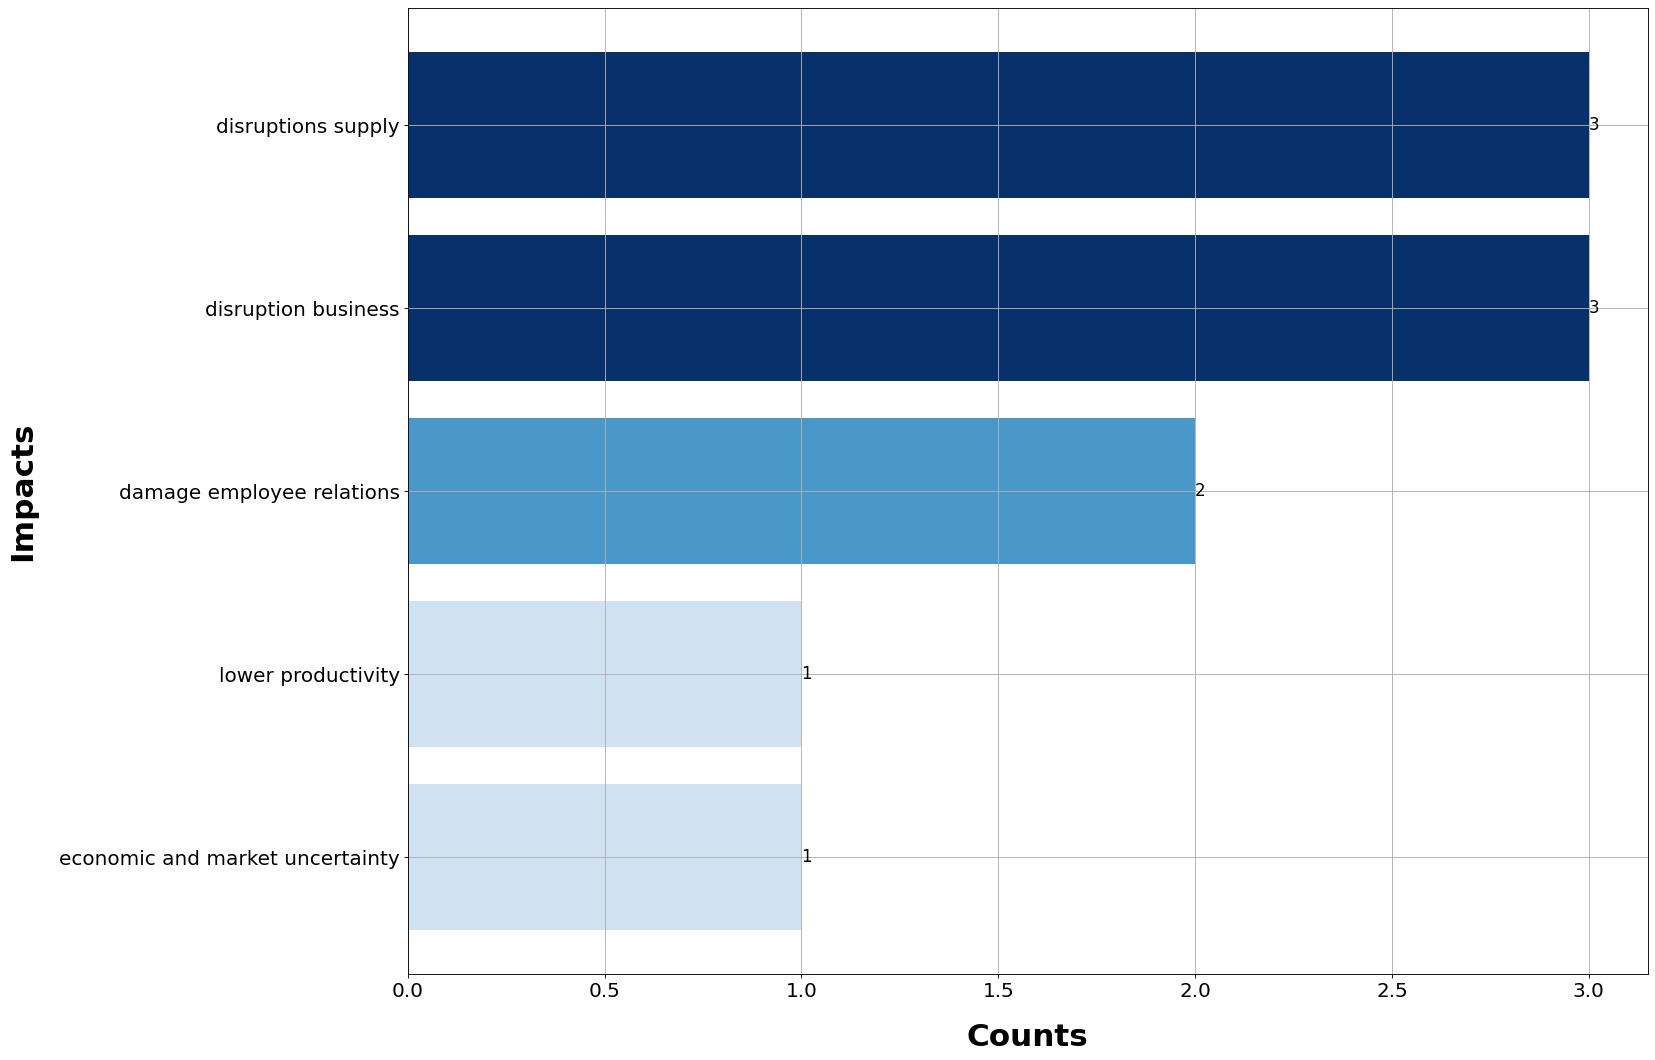 Impacts
disruptions supply
3
disruption business
3
damage employee relations
2
lower productivity
1
economic and market uncertainty
1
0.0 0.5 1.0 1.5 2.0 2.5 3.0
Counts